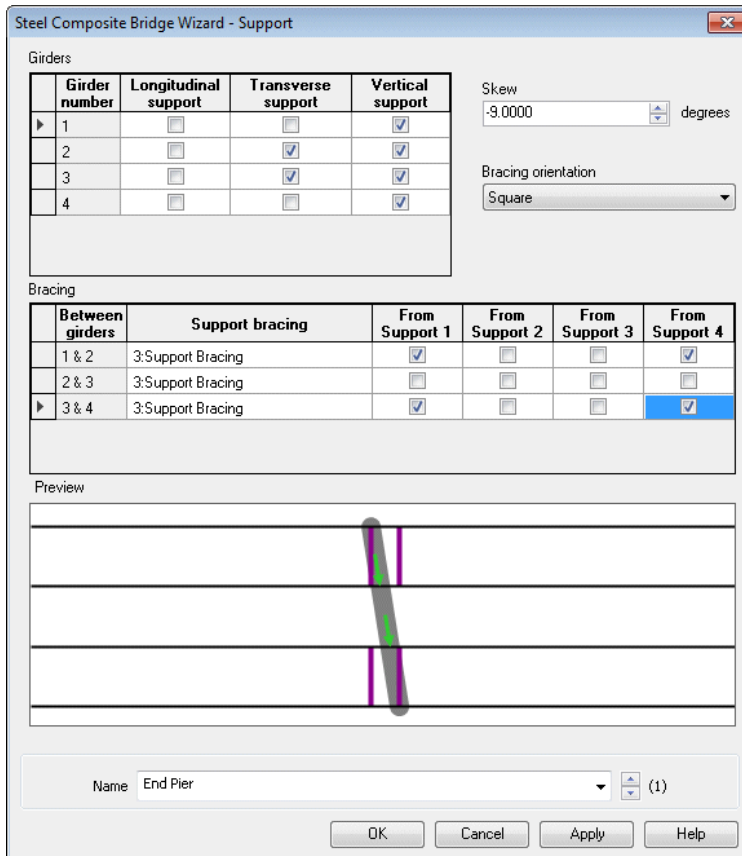 Steel Composite Bridge Wizard - Support
Girders
Girder number Longitudinal support Transverse support Vertical support
1
2
3
4
Skew
-9.0000 degrees
Bracing orientation
Square
Bracing
Between girders Support bracing From Support 1 From Support 2 From Support 3 From Support 4
1 & 2 3:Support Bracing
2 & 3 3:Support Bracing
3 & 4 3:Support Bracing
Preview
Name End Pier (1)
OK Cancel Apply Help